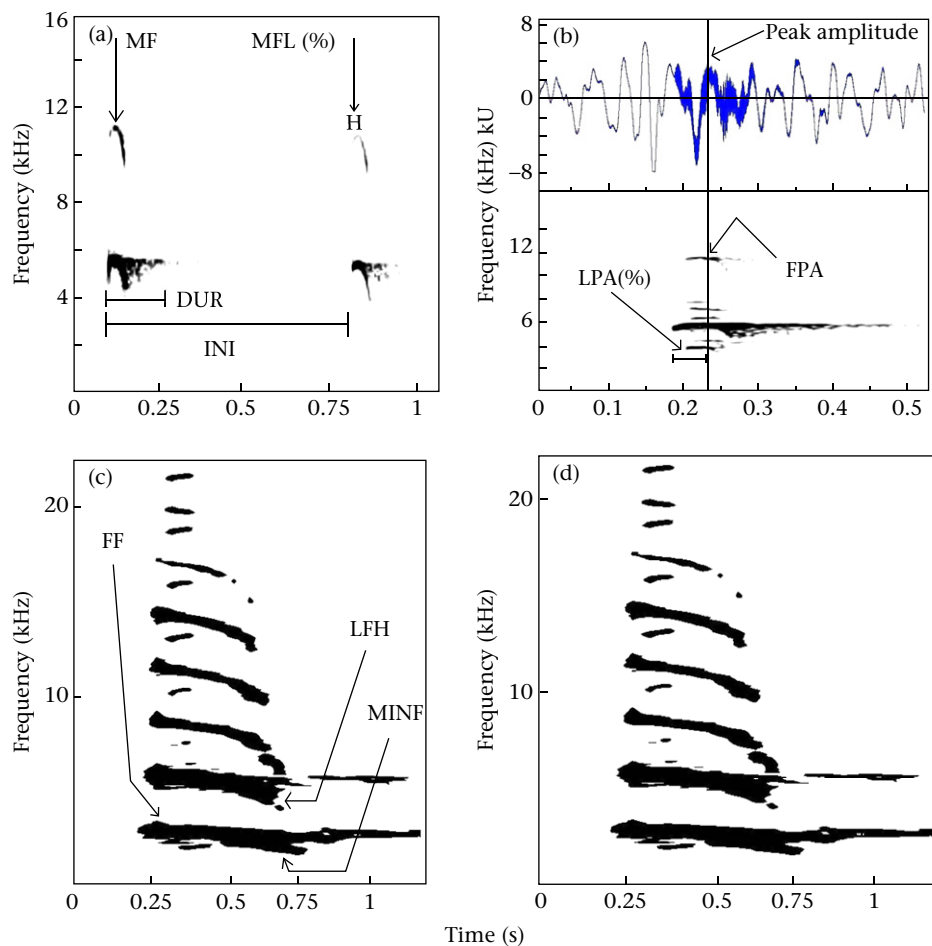 (a)
MF
MFL (%)
H
16
12
8
4
Frequency (kHz)
DUR
INI
0
0.25
0.5
0.75
1
(b)
Peak amplitude
8
0
−8
12
6
Frequency (kHz) kU
LPA(%)
FPA
0
0.1
0.2
0.3
0.4
0.5
(c)
20
10
0
Frequency (kHz)
FF
LFH
MINF
0
0.25
0.5
0.75
1
(d)
20
10
0
Frequency (kHz)
0
0.25
0.5
0.75
1
Time (s)